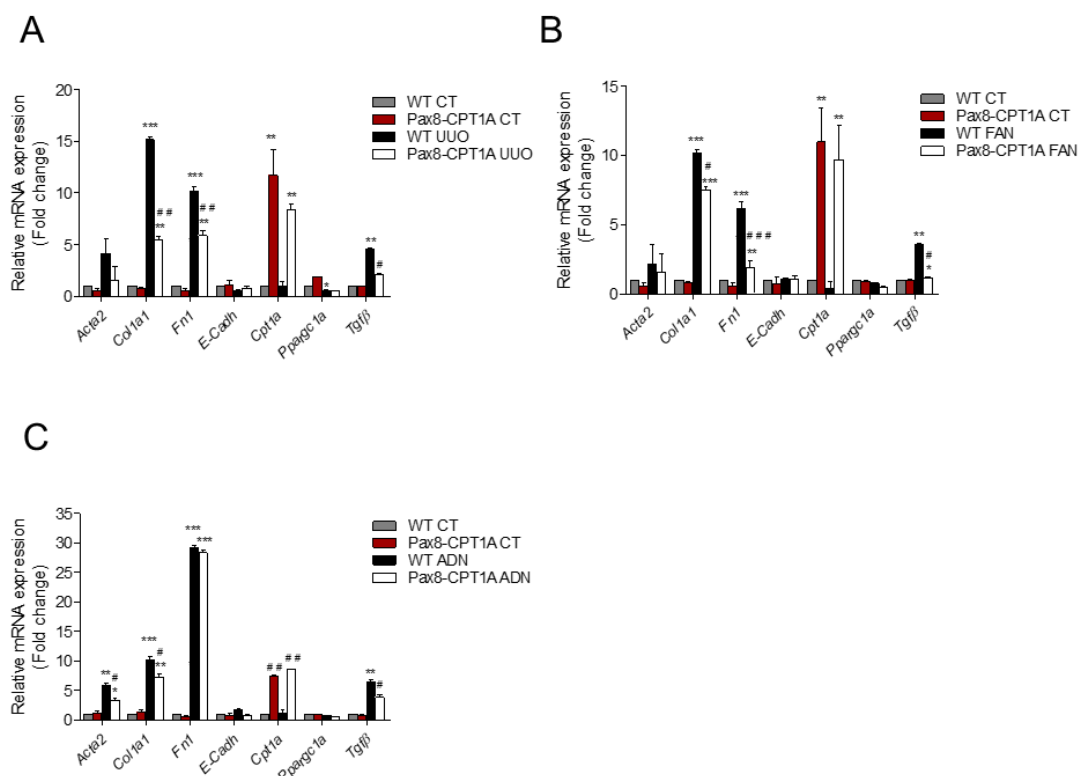 A
Relative mRNA expression
(Fold change)
20
15
10
5
0
***
**
# #
**
# #
**
***
**
**
*
**
#
WT CT
Pax8-CPT1A CT
WT UUO
Pax8-CPT1A UUO
Acta2
Col1a1
Fn1
E-Cadh
Cpt1a
Ppargc1a
Tgfβ
B
Relative mRNA expression
(Fold change)
15
10
5
0
***
#
***
***
# # #
**
**
**
**
#
*
WT CT
Pax8-CPT1A CT
WT FAN
Pax8-CPT1A FAN
Acta2
Col1a1
Fn1
E-Cadh
Cpt1a
Ppargc1a
Tgfβ
C
Relative mRNA expression
(Fold change)
35
30
25
20
15
10
5
0
**
#
*
***
#
**
***
***
# #
# #
**
#
WT CT
Pax8-CPT1A CT
WT ADN
Pax8-CPT1A ADN
Acta2
Col1a1
Fn1
E-Cadh
Cpt1a
Ppargc1a
Tgfβ